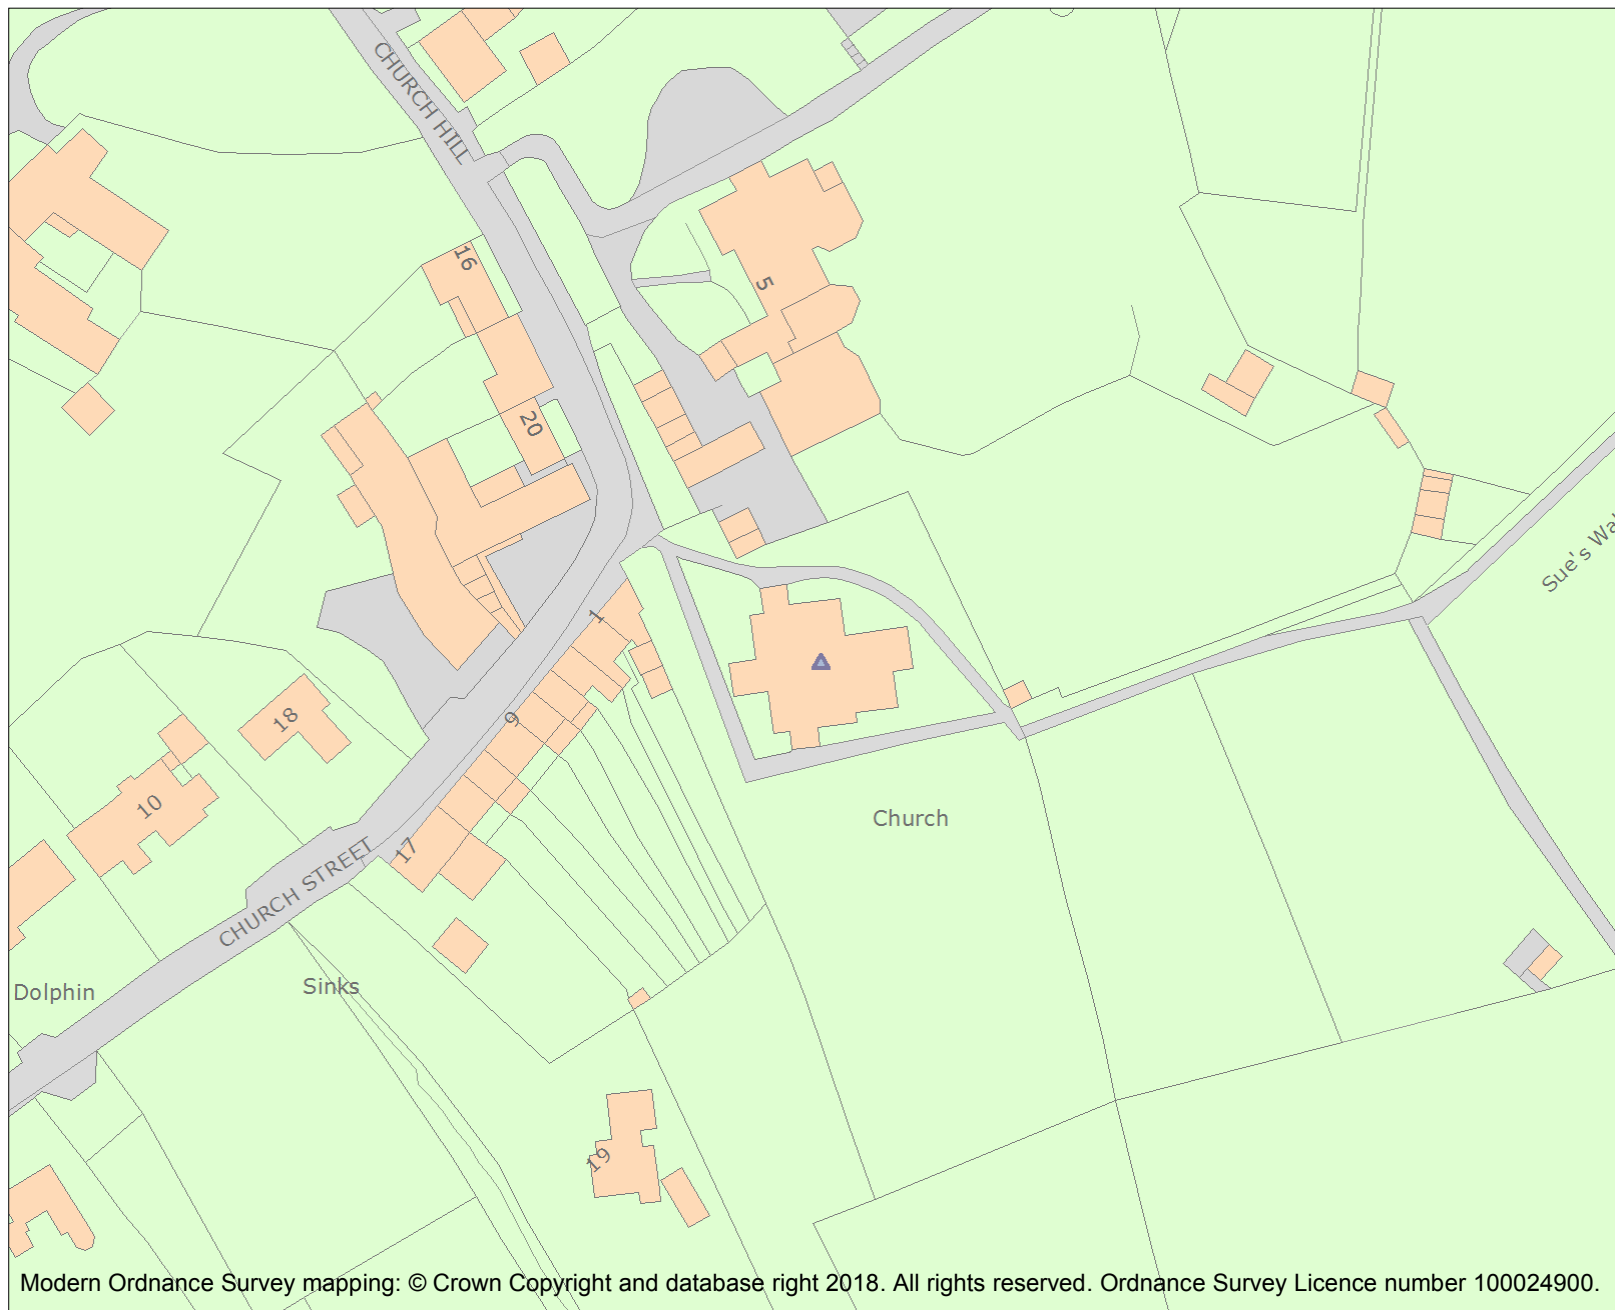 CHURCH HILL
16
5
20
Sue's Wa
1
9
18
10
17
Church
CHURCH STREET
Sinks
Dolphin
19
Modern Ordnance Survey mapping: © Crown Copyright and database right 2018. All rights reserved. Ordnance Survey Licence number 100024900.